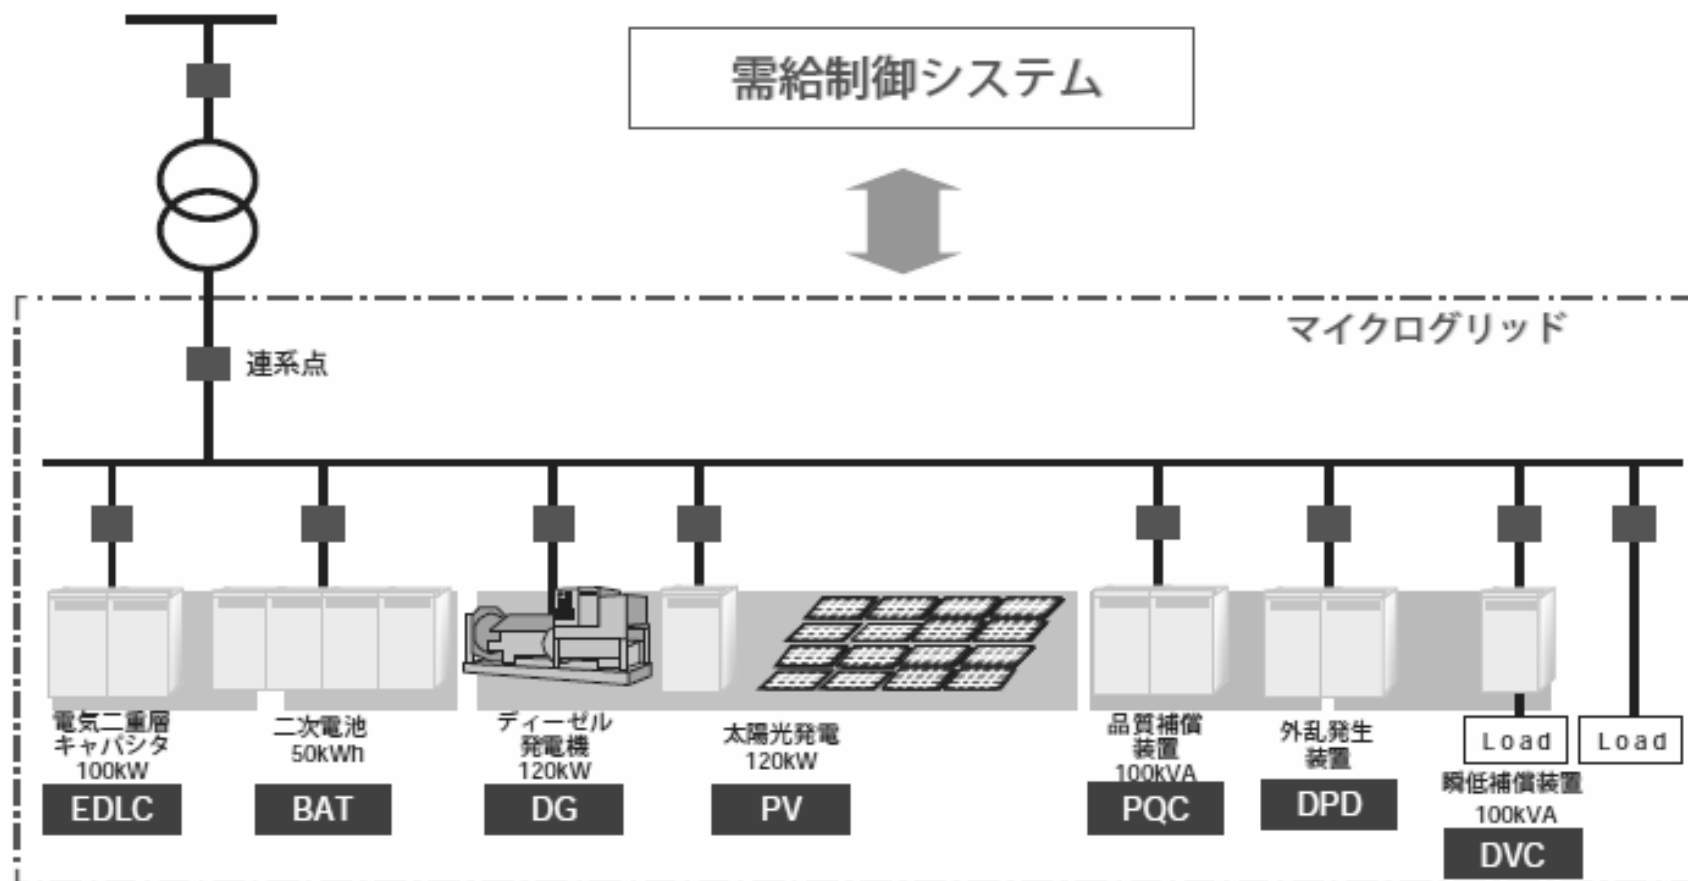 需給制御システム
マイクログリッド
連系点
電気二重層
キャパシタ
100kW
EDLC
二次電池
50kWh
BAT
ディーゼル
発電機
120kW
DG
太陽光発電
120kW
PV
品質補償
装置
100kVA
PQC
外乱発生
装置
DPD
Load
Load
瞬低補償装置
100kVA
DVC